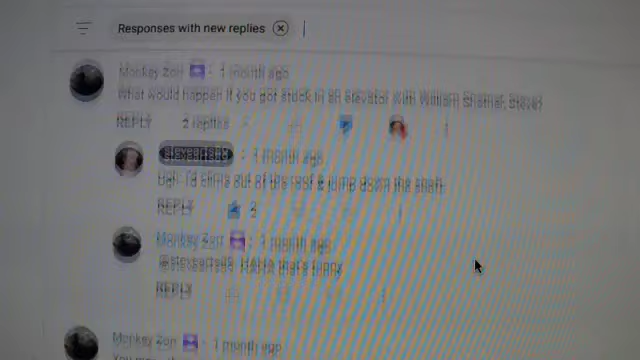 Responses with new replies
Monkey Zon · 1 month ago
What would happen if you got stuck in an elevator with William Shatner, Steve?
REPLY 2 replies
· 1 month ago
Ugh. I'd climb out of the roof & jump down the shaft.
REPLY 2
Monkey Zon · 1 month ago
HAHA that's funny
REPLY
Monkey Zon · 1 month ago
You may